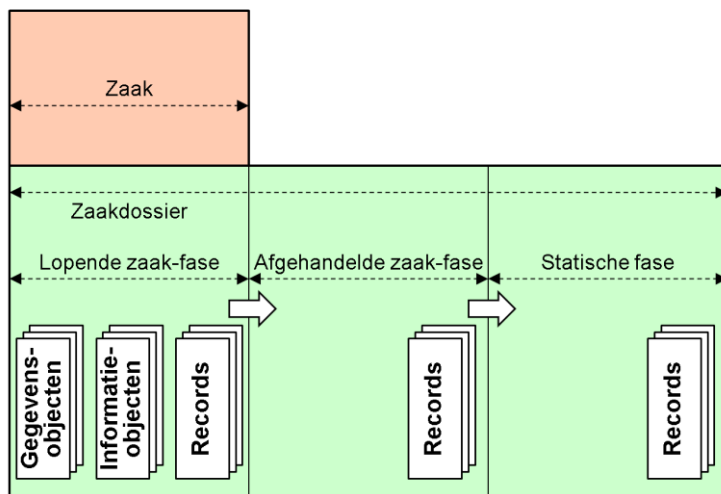 Zaak
Zaakdossier
Lopende zaak-fase
Afgehandelde zaak-fase
Statische fase
Gegevens-
objecten
Informatie-
objecten
Records
Records
Records